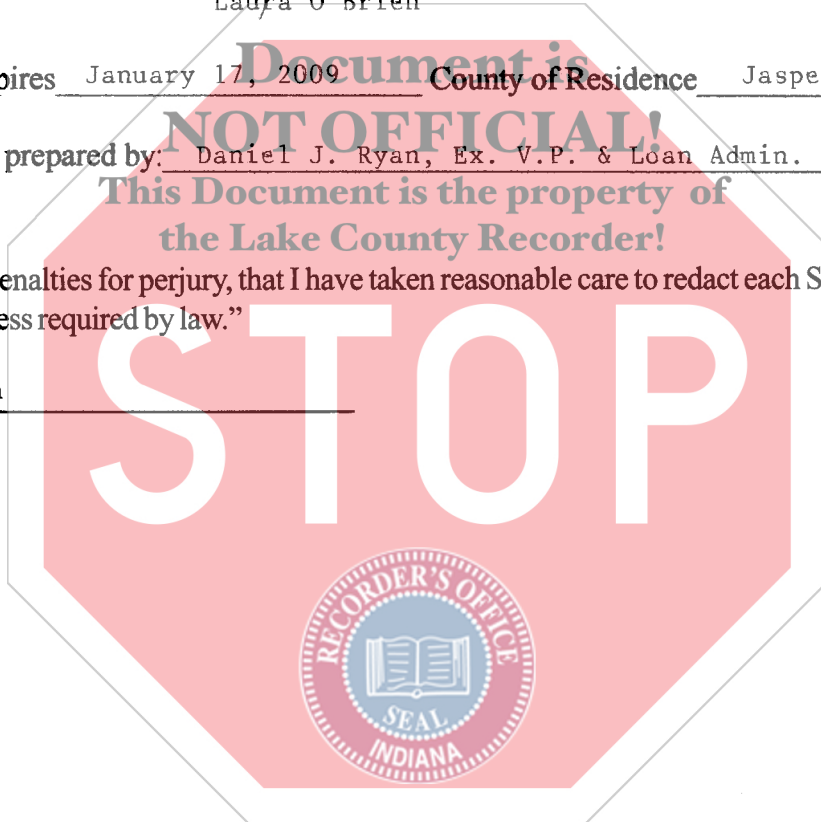 Laura O'Brien
pires January 17, 2009 County of Residence Jaspe
prepared by: Daniel J. Ryan, Ex. V.P. & Loan Admin.
enalties for perjury, that I have taken reasonable care to redact each S
ess required by law.”
Document is
NOT OFFICIAL!
This Document is the property of
the Lake County Recorder!
STOP
RECORDER'S OFFICE
SEAL
INDIANA